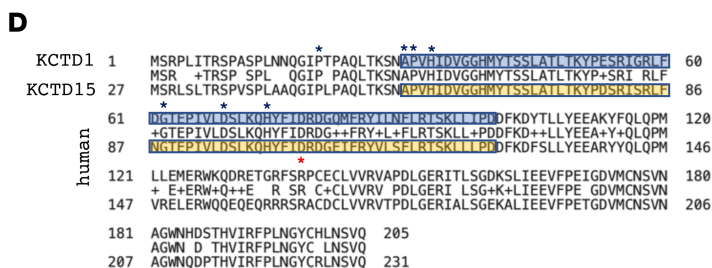 D
* ** *
KCTD1 1 MSRPLITRSPASPLNNQGIPTPAQLTKSNAPVHIDVGGHMYTSSLATLTKYPESRIGRLF 60
MSR +TRSP SPL QGIP PAQLTKSNAPVHIDVGGHMYTSSLATLTKYP+SRI RLF
KCTD15 27 MSRLSLTRSPVSPLAAQGIPLPAQLTKSNAPVHIDVGGHMYTSSLATLTKYPDSRISRLF 86
* * *
61 DGTEPIVLDSLKQHYFIDRDGQMFRYILNFLRTSKLLIPDDFKDYTLLYEEAKYFQLQPM 120
+GTEPIVLDSLKQHYFIDRDG++FRY+L+FLRTSKLL+PDDFKD++LLYEEA+Y+QLQPM
87 NGTEPIVLDSLKQHYFIDRDGEIFRYVLSFLRTSKLLLPDDFKDFSLLYEEARYYQLQPM 146
*
human
121 LLEMERWKQDRETGRFSRPCECLVVRVAPDLGERITLSGDKSLIEEVFPEIGDVMCNSVN 180
+ E+ERW+Q++E R SR C+CLVVRV PDLGERI LSG+K+LIEEVFPE GDVMCNSVN
147 VRELERWQQEQEQRRRSRACDCLVVRVTPDLGERIALSGEKALIEEVFPETGDVMCNSVN 206
181 AGWNHDSTHVIRFPLNGYCHLNSVQ 205
AGWN D THVIRFPLNGYC LNSVQ
207 AGWNQDPTHVIRFPLNGYCRLNSVQ 231